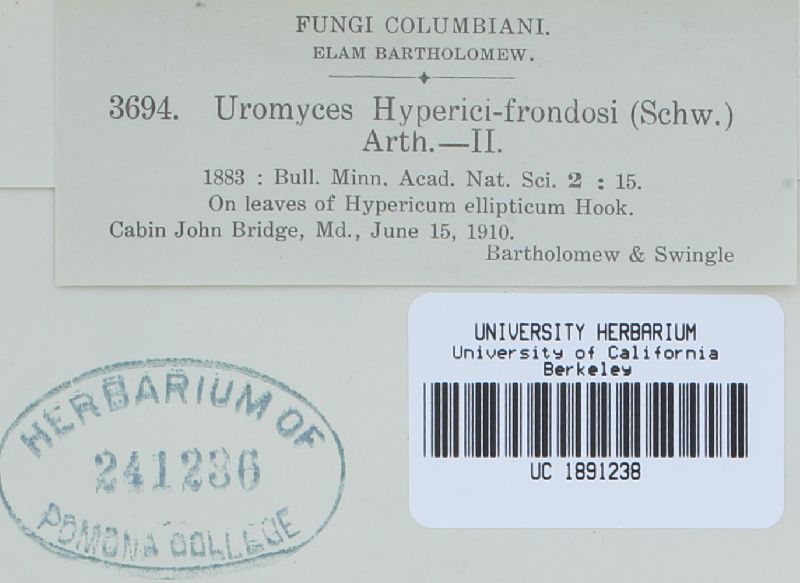 FUNGI COLUMBIANI.
ELAM BARTHOLOMEW.
3694. Uromyces Hyperici-frondosi (Schw.)
Arth.—II.
1883 : Bull. Minn. Acad. Nat. Sci. 2 : 15.
On leaves of Hypericum ellipticum Hook.
Cabin John Bridge, Md., June 15, 1910.
Bartholomew & Swingle
UNIVERSITY HERBARIUM
University of California
Berkeley
UC 1891238
HERBARIUM OF
241236
POMONA COLLEGE